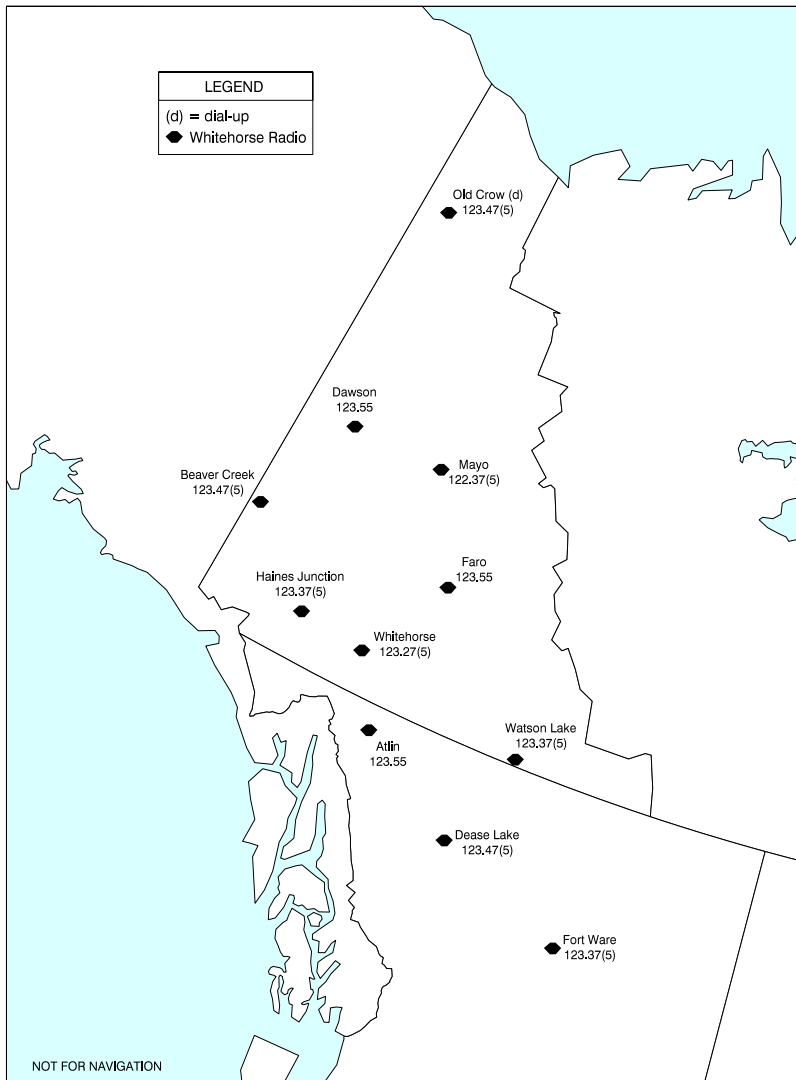 LEGEND
(d) = dial-up
Whitehorse Radio
Old Crow (d)
123.47(5)
Dawson
123.55
Mayo
122.37(5)
Beaver Creek
123.47(5)
Faro
123.55
Haines Junction
123.37(5)
Whitehorse
123.27(5)
Watson Lake
123.37(5)
Atlin
123.55
Dease Lake
123.47(5)
Fort Ware
123.37(5)
NOT FOR NAVIGATION